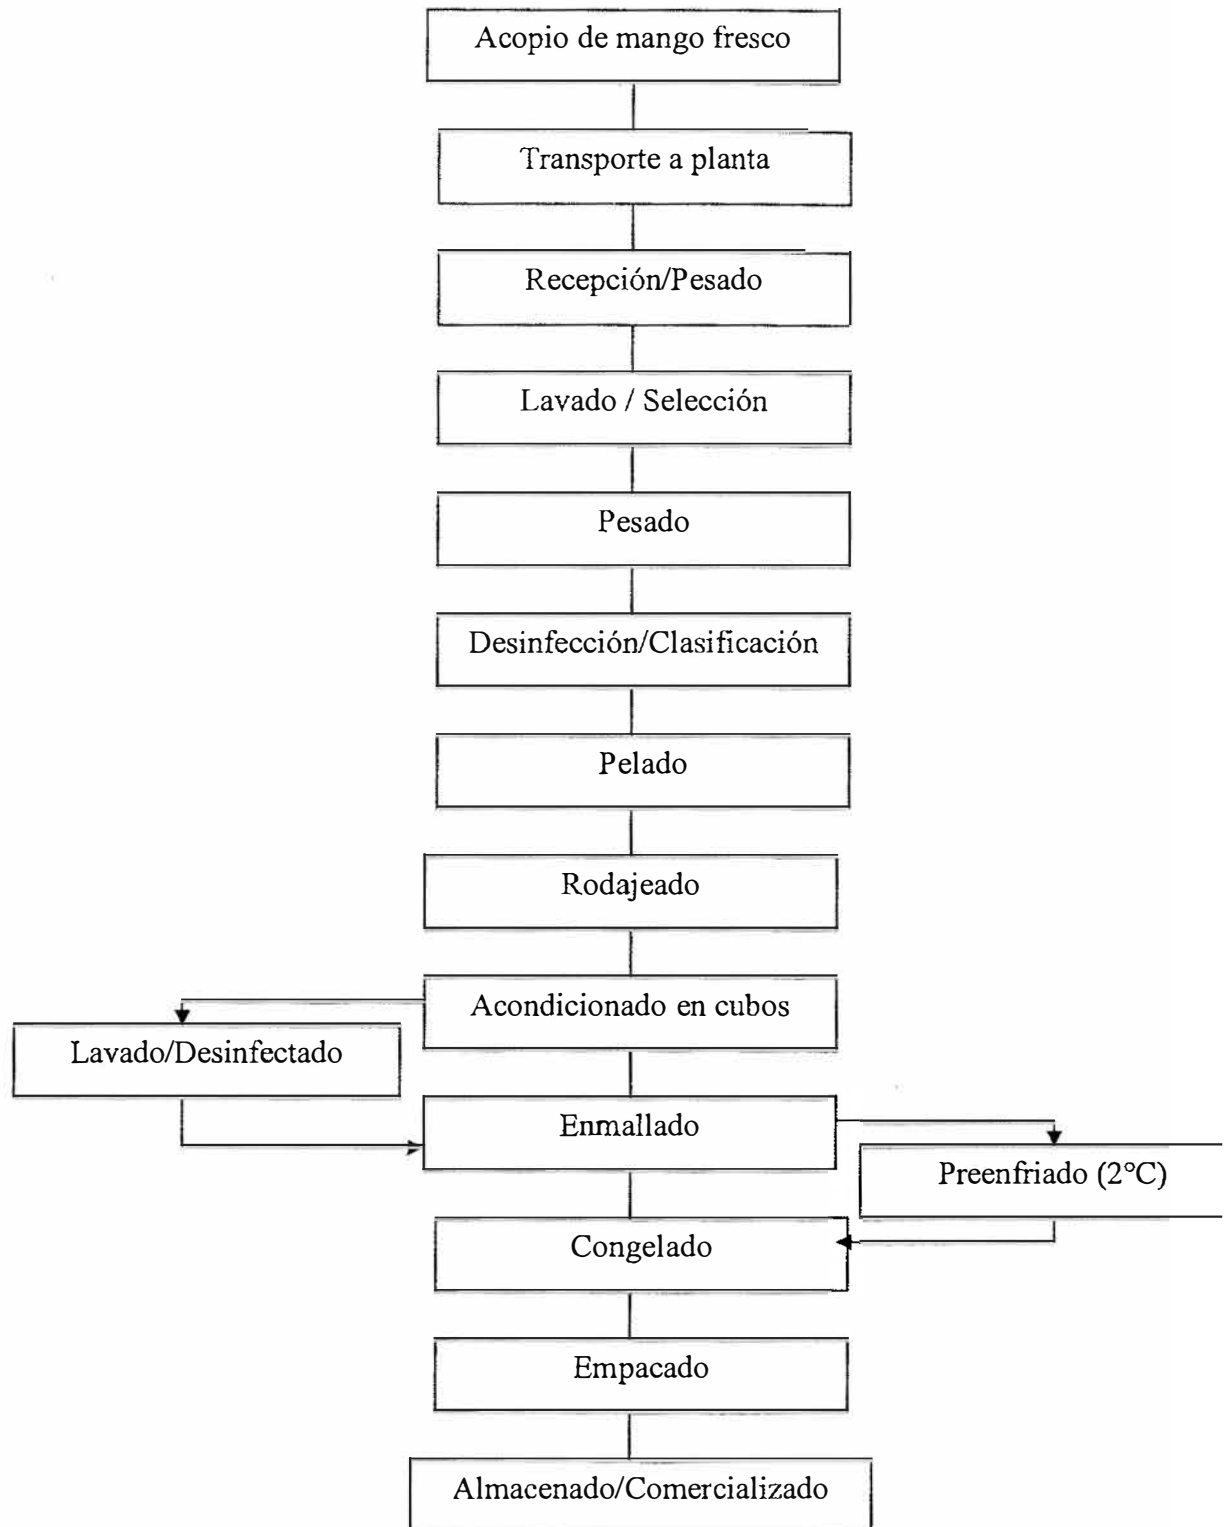 Acopio de mango fresco
Transporte a planta
Recepción/Pesado
Lavado / Selección
Pesado
Desinfección/Clasificación
Pelado
Rodajeado
Acondicionado en cubos
Lavado/Desinfectado
Enmallado
Preenfriado (2°C)
Congelado
Empacado
Almacenado/Comercializado